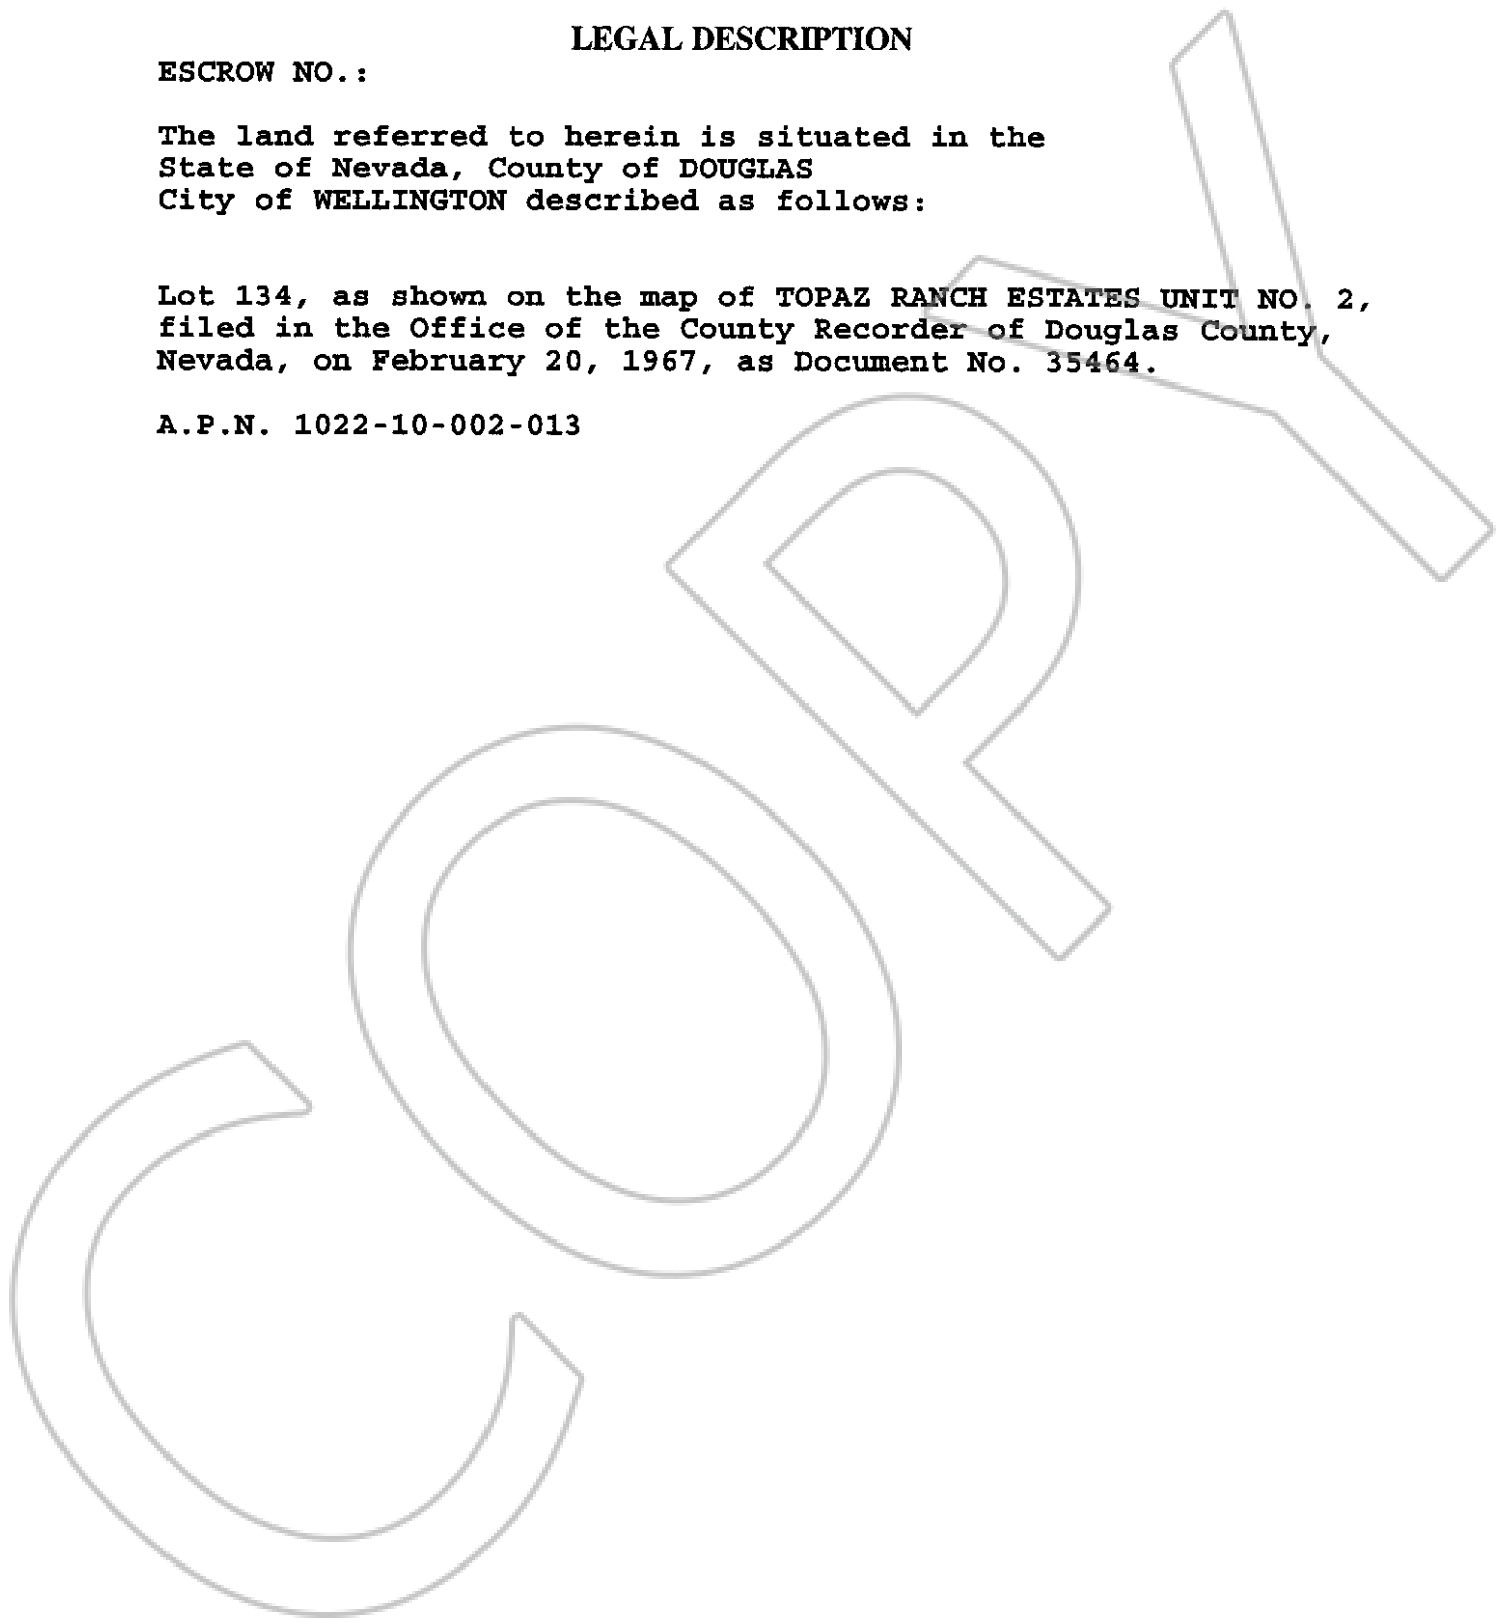 LEGAL DESCRIPTION
ESCROW NO.:
The land referred to herein is situated in the
State of Nevada, County of DOUGLAS
City of WELLINGTON described as follows:
Lot 134, as shown on the map of TOPAZ RANCH ESTATES UNIT NO. 2,
filed in the Office of the County Recorder of Douglas County,
Nevada, on February 20, 1967, as Document No. 35464.
A.P.N. 1022-10-002-013
COPY